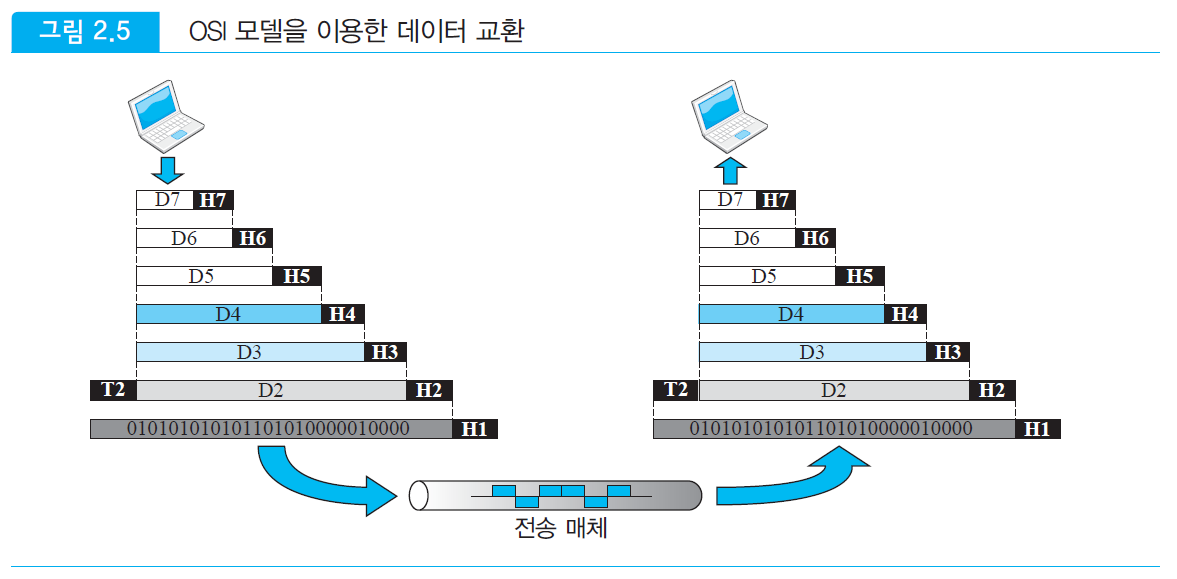 그림 2.5 OSI 모델을 이용한 데이터 교환
D7 H7 D7 H7
D6 H6 D6 H6
D5 H5 D5 H5
D4 H4 D4 H4
D3 H3 D3 H3
T2 D2 H2 T2 D2 H2
0101010101011010100000010000 H1 0101010101011010100000010000 H1
전송 매체